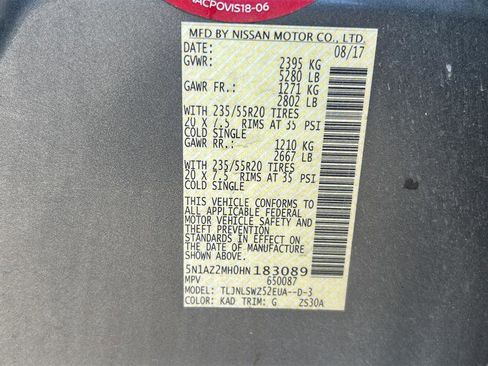 ACPOVIS18-06
MFD BY NISSAN MOTOR CO., LTD.
DATE: 08/17
GVWR: 2395 KG
5280 LB
GAWR FR.: 1271 KG
2802 LB
WITH 235/55R20 TIRES
20 X 7.5 RIMS AT 35 PSI
COLD SINGLE
GAWR RR.: 1210 KG
2667 LB
WITH 235/55R20 TIRES
20 X 7.5 RIMS AT 35 PSI
COLD SINGLE
THIS VEHICLE CONFORMS TO
ALL APPLICABLE FEDERAL
MOTOR VEHICLE SAFETY AND
THEFT PREVENTION
STANDARDS IN EFFECT ON
THE DATE OF MANUFACTURE
SHOWN ABOVE.
5N1AZ2MH0HN183089
MPV 650087
MODEL: TLJNLSWZ52EUA--D-3
COLOR: KAD TRIM: G ZS30A